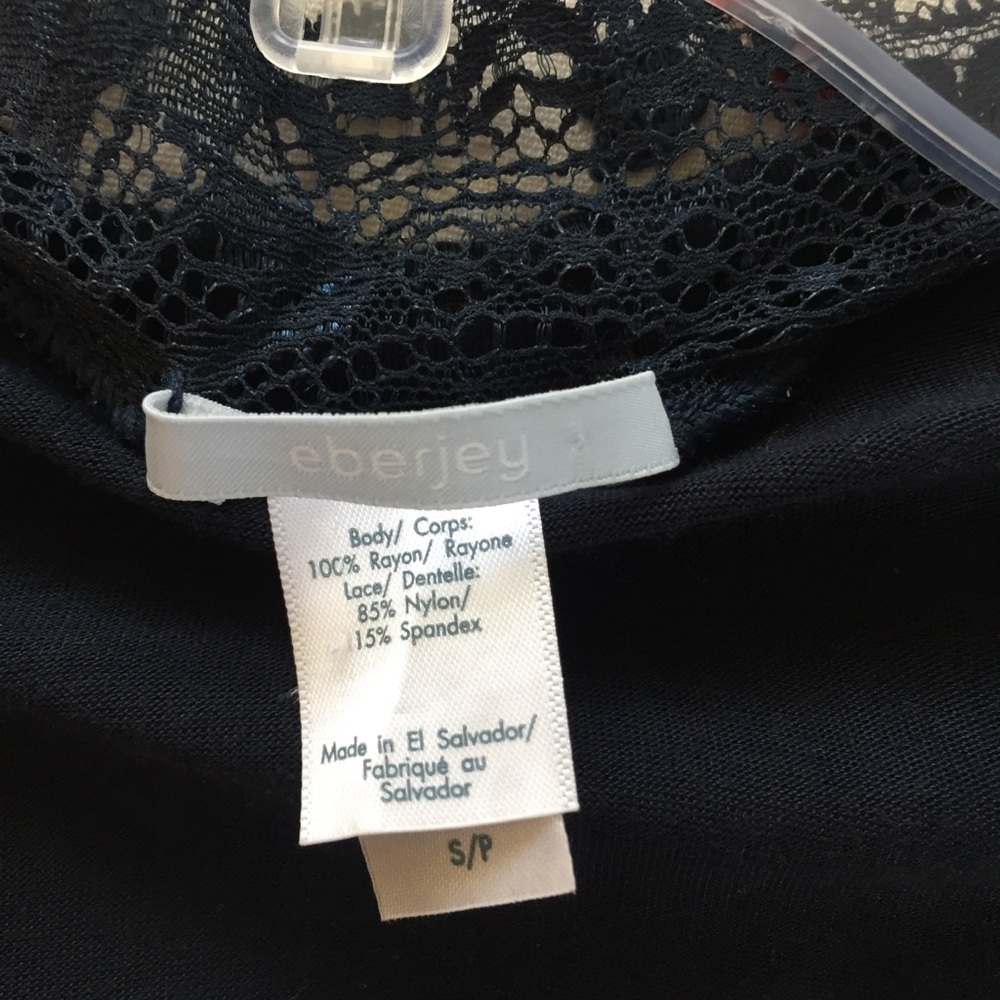 eberjey
Body/ Corps:
100% Rayon/ Rayone
Lace/ Dentelle:
85% Nylon/
15% Spandex
Made in El Salvador/
Fabriqué au
Salvador
S/P